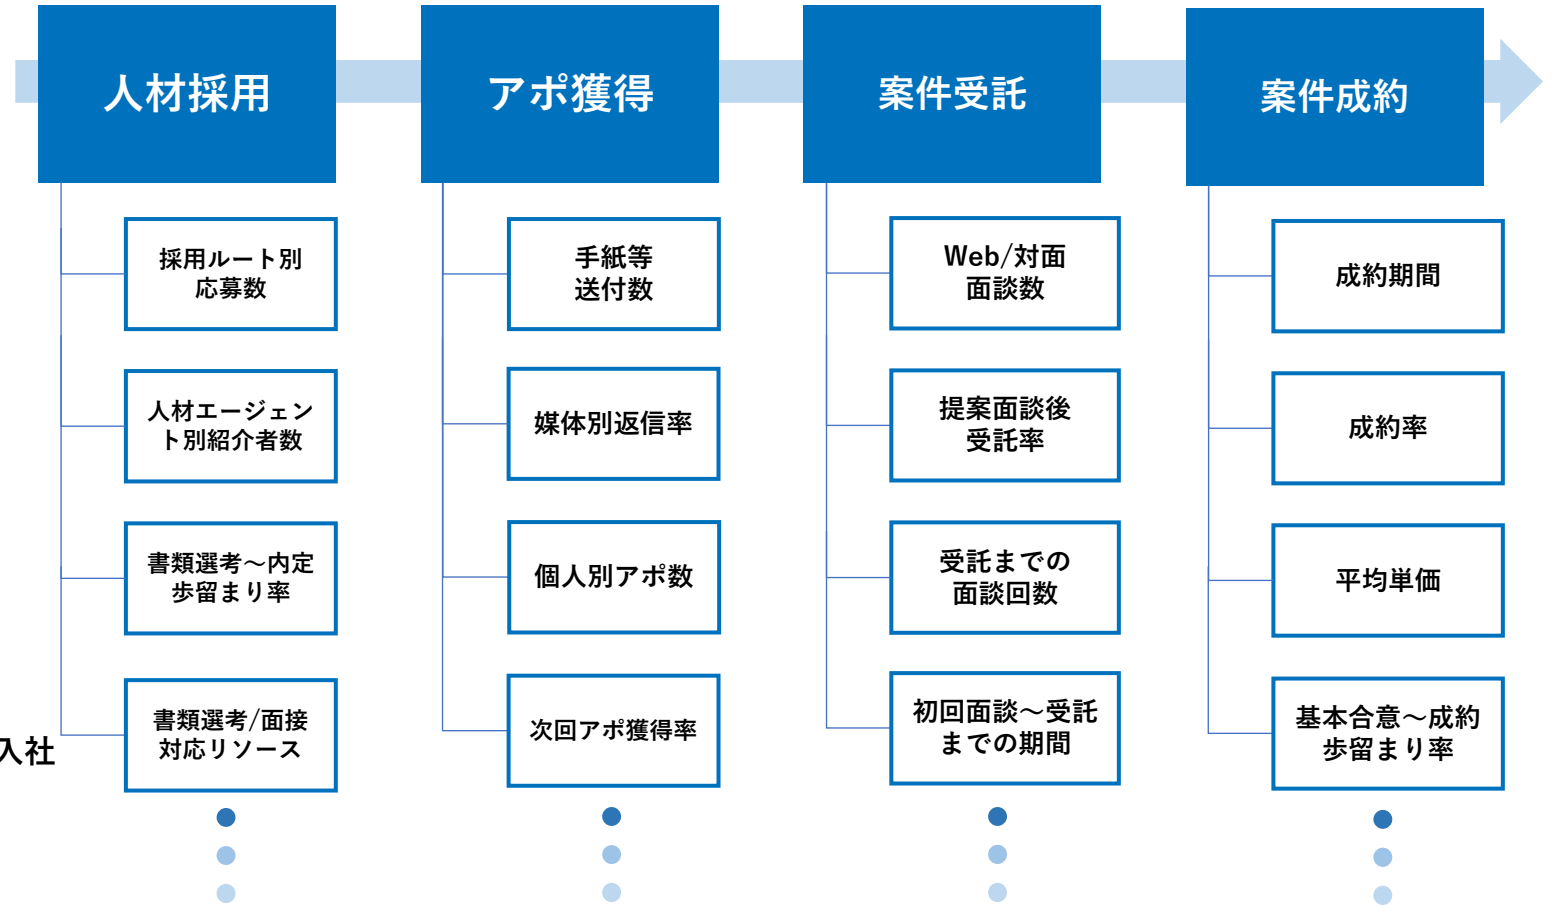 人材採用
アポ獲得
案件受託
案件成約
採用ルート別
応募数
人材エージェン
ト別紹介者数
書類選考～内定
歩留まり率
書類選考/面接
対応リソース
手紙等
送付数
媒体別返信率
個人別アポ数
次回アポ獲得率
Web/対面
面談数
提案面談後
受託率
受託までの
面談回数
初回面談～受託
までの期間
成約期間
成約率
平均単価
基本合意～成約
歩留まり率
入社